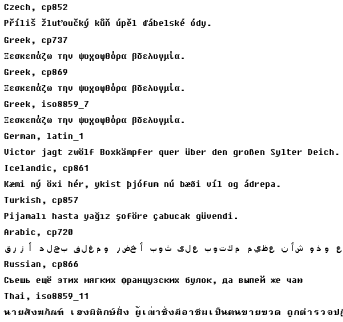 Czech, cp852
Příliš žluťoučký kůň úpěl ďábelské ódy.
Greek, cp737
Ξεσκεπάζω την ψυχοφθόρα βδελυγμία.
Greek, cp869
Ξεσκεπάζω την ψυχοφθόρα βδελυγμία.
Greek, iso8859_7
Ξεσκεπάζω την ψυχοφθόρα βδελυγμία.
German, latin_1
Victor jagt zwölf Boxkämpfer quer über den großen Sylter Deich.
Icelandic, cp861
Kæmi ný öxi hér, ykist þjófum nú bæði víl og ádrepa.
Turkish, cp857
Pijamalı hasta yağız şoföre çabucak güvendi.
Arabic, cp720
Russian, cp866
Съешь ещё этих мягких французских булок, да выпей же чаю
Thai, iso8859_11